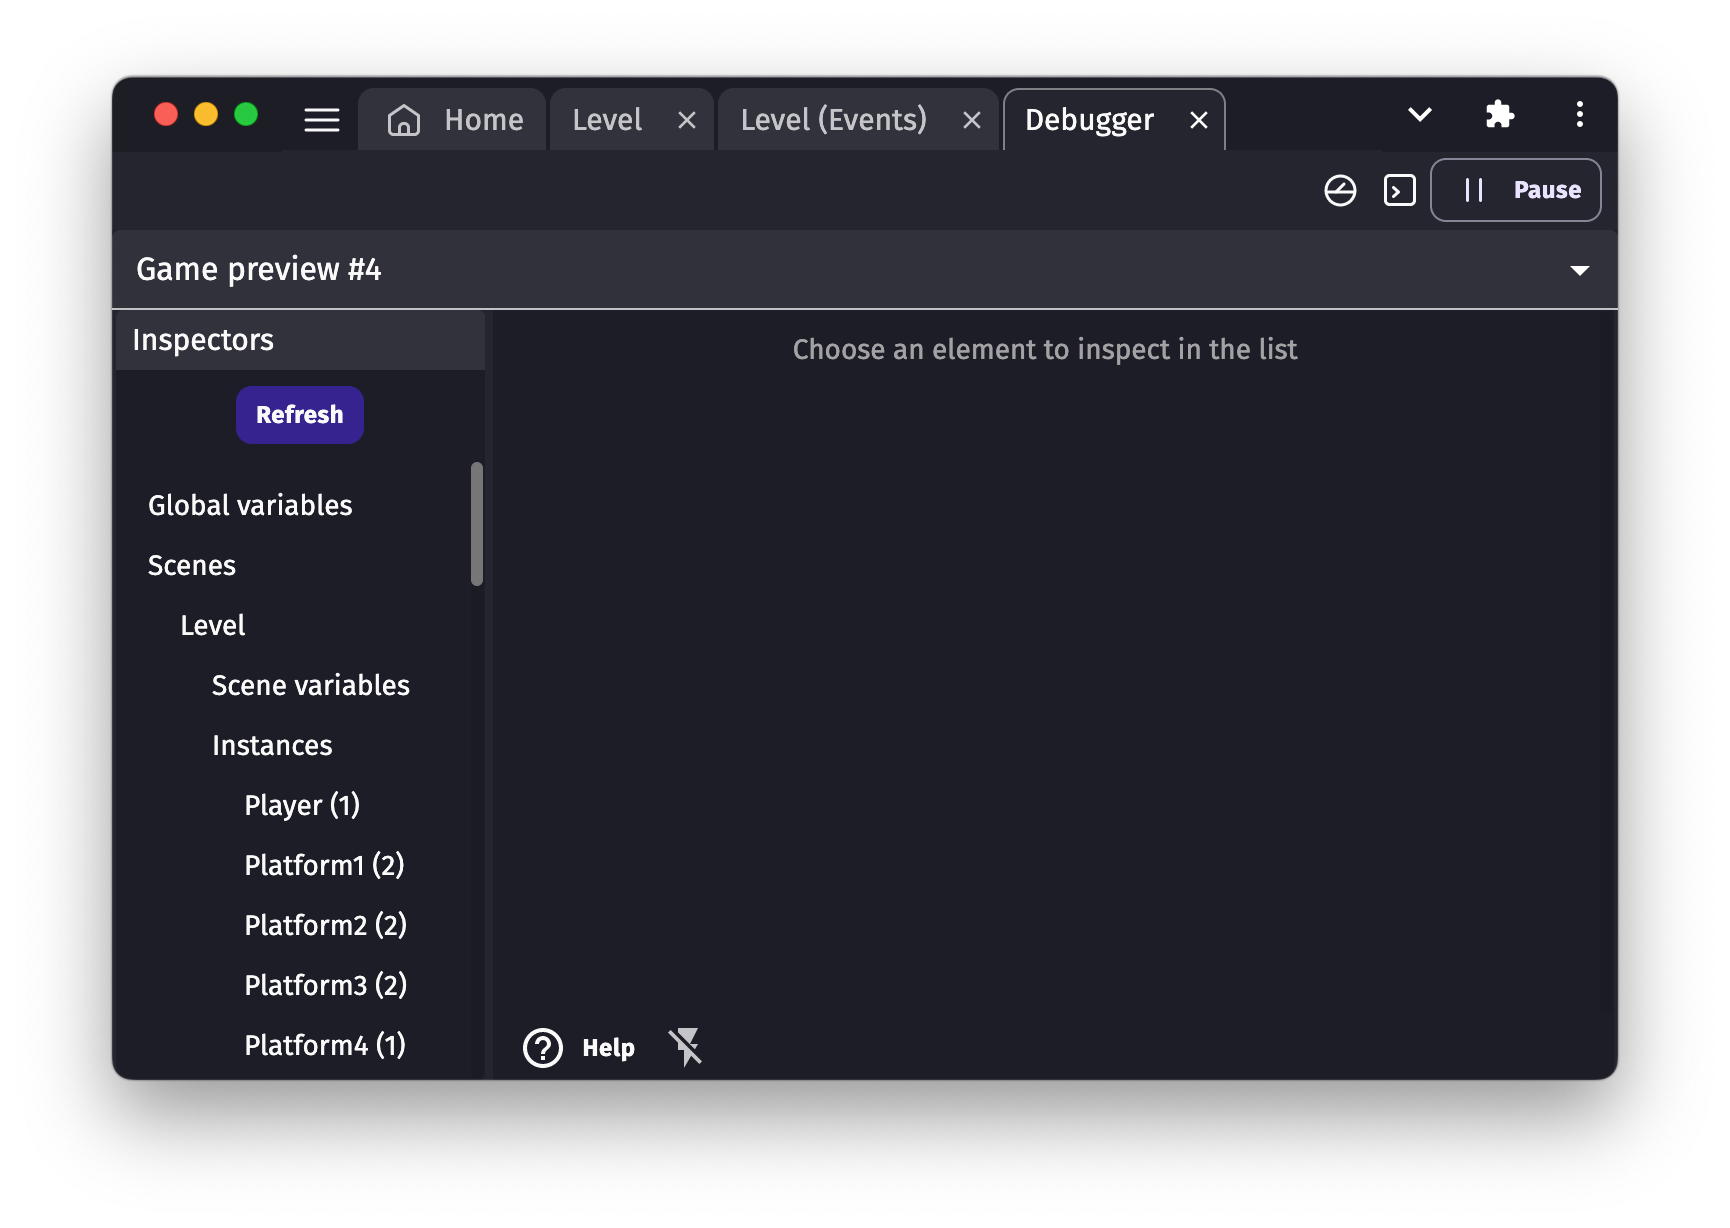 Home
Level
Level (Events)
Debugger
Pause
Game preview #4
Inspectors
Choose an element to inspect in the list
Refresh
Global variables
Scenes
Level
Scene variables
Instances
Player (1)
Platform1 (2)
Platform2 (2)
Platform3 (2)
Platform4 (1)
Help